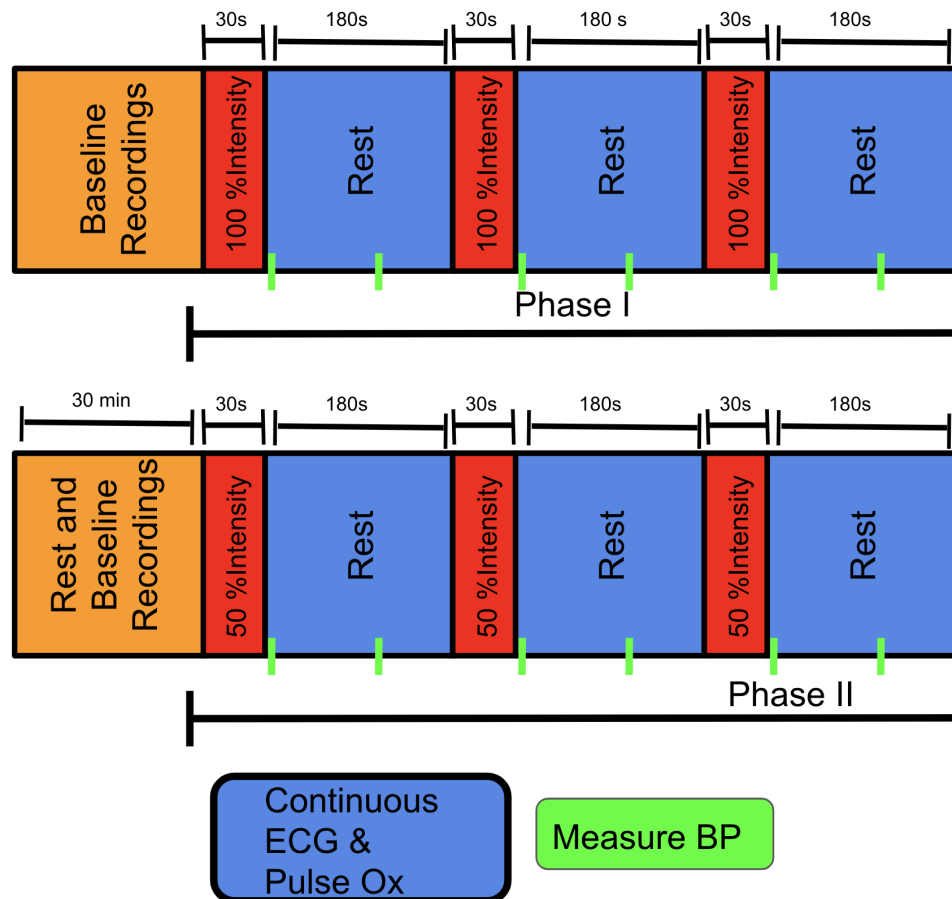 30s 180s 30s 180 s 30s 180s
Baseline
Recordings
100 %Intensity
Rest
100 %Intensity
Rest
100 %Intensity
Rest
Phase I
30 min 30s 180s 30s 180s 30s 180s
Rest and
Baseline
Recordings
50 %Intensity
Rest
50 %Intensity
Rest
50 %Intensity
Rest
Phase II
Continuous
ECG &
Pulse Ox
Measure BP